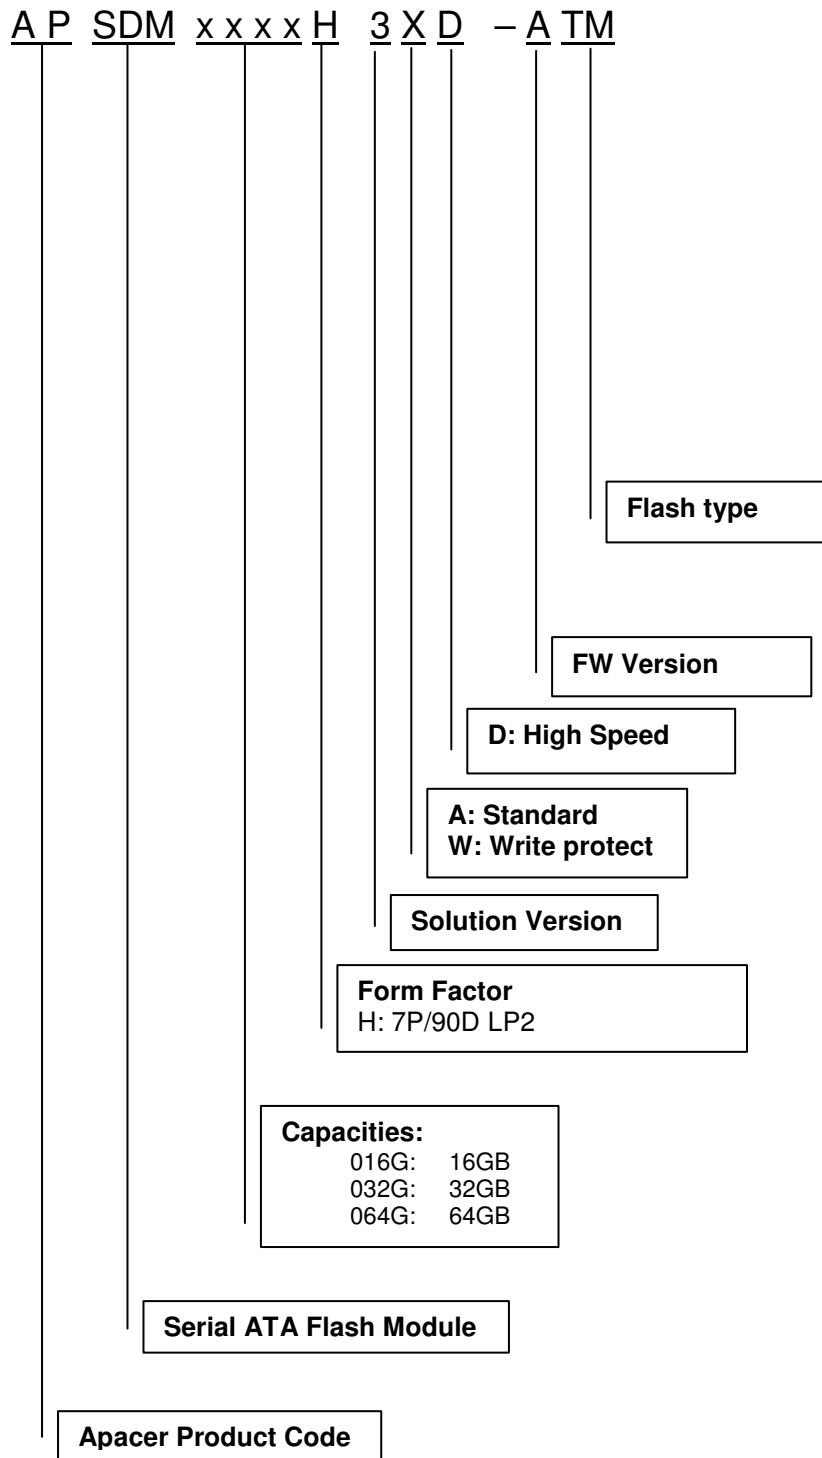 A P SDM x x x x H 3 X D – A TM
Flash type
FW Version
D: High Speed
A: Standard
W: Write protect
Solution Version
Form Factor
H: 7P/90D LP2
Capacities:
016G: 16GB
032G: 32GB
064G: 64GB
Serial ATA Flash Module
Apacer Product Code